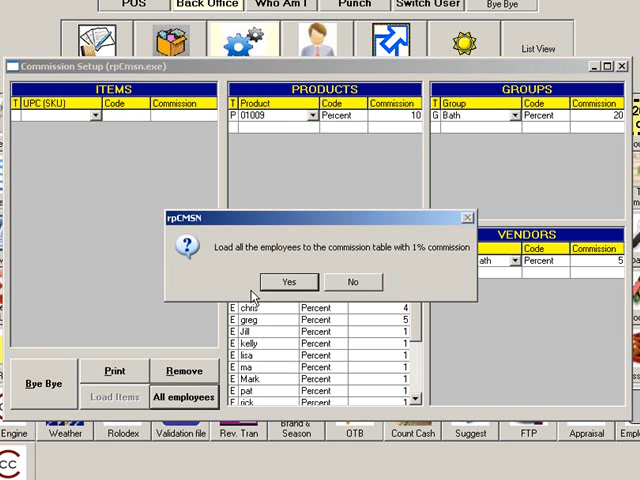 POS
Back Office
Who Am I
Punch
Switch User
Bye Bye
List View
Commission Setup (rpCmsn.exe)
ITEMS
T UPC (SKU) Code Commission
PRODUCTS
T Product Code Commission
P 01009 Percent 10
GROUPS
T Group Code Commission
G Bath Percent 20
rpCMSN
Load all the employees to the commission table with 1% commission
Yes No
VENDORS
Code Commission
ath Percent 5
E chris Percent 4
E greg Percent 5
E Jill Percent 1
E kelly Percent 1
E lisa Percent 1
E ma Percent 1
E Mark Percent 1
E pat Percent 1
E rick Percent 1
Bye Bye
Print
Remove
Load Items
All employees
Engine
Weather
Rolodex
Validation file
Rev. Tran
Brand &
Season
OTB
Count Cash
Suggest
FTP
Appraisal
Empl
CC